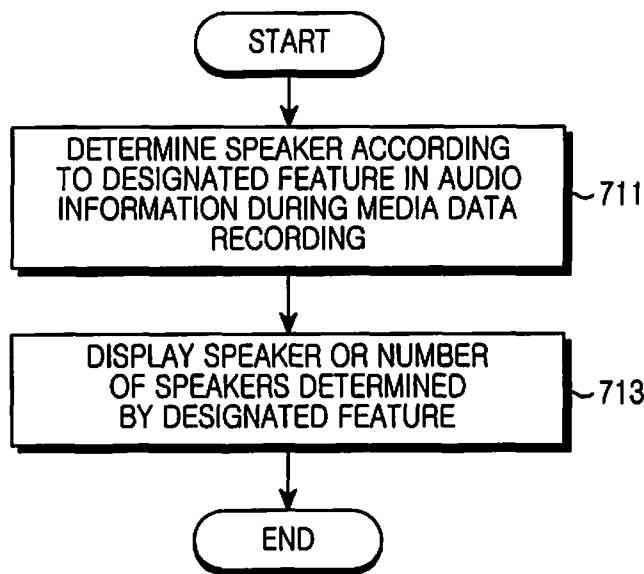 START
DETERMINE SPEAKER ACCORDING
TO DESIGNATED FEATURE IN AUDIO
INFORMATION DURING MEDIA DATA
RECORDING
711
DISPLAY SPEAKER OR NUMBER
OF SPEAKERS DETERMINED
BY DESIGNATED FEATURE
713
END